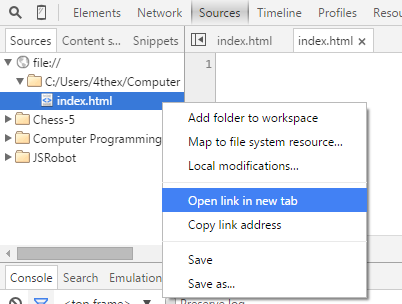 Elements Network Sources Timeline Profiles Resou
Sources Content s... Snippets index.html index.html ×
file://
C:/Users/4thex/Computer
index.html
Chess-5
Computer Programming
JSRobot
1
Add folder to workspace
Map to file system resource...
Local modifications...
Open link in new tab
Copy link address
Save
Save as...
Console Search Emulation
<top frame> Preserve log